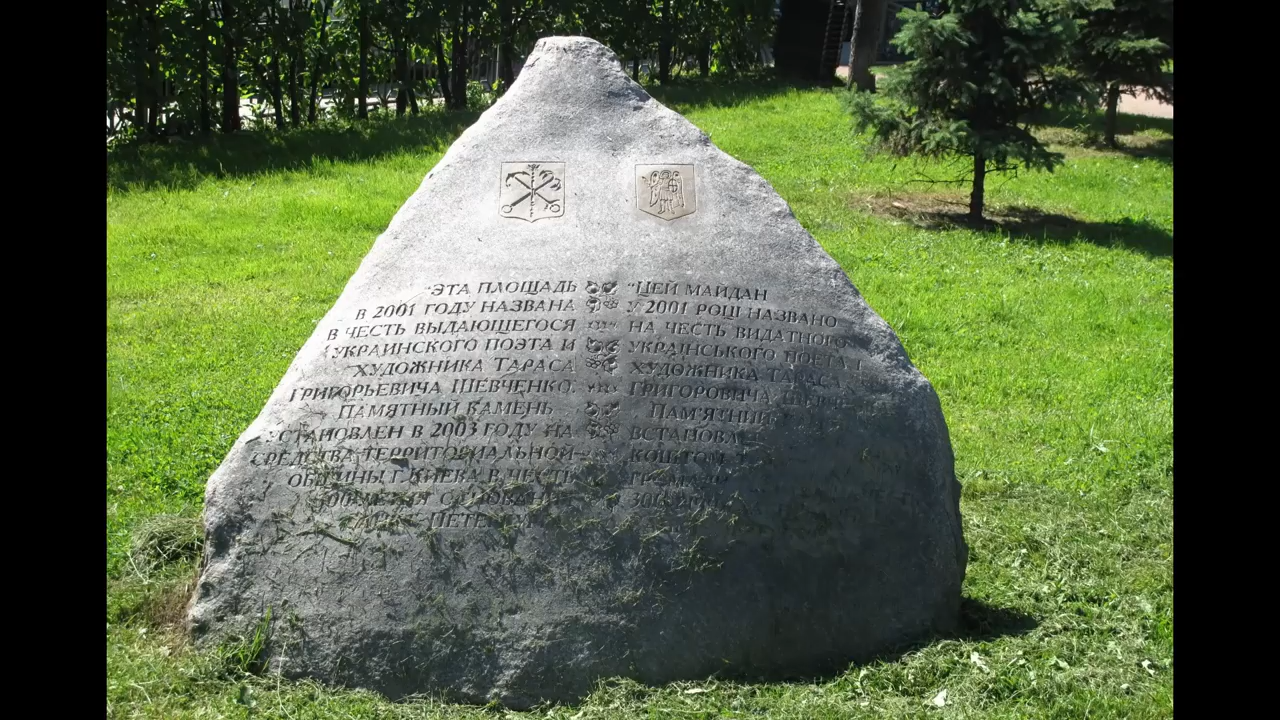 "ЭТА ПЛОЩАДЬ
В 2001 ГОДУ НАЗВАНА
В ЧЕСТЬ ВЫДАЮЩЕГОСЯ
УКРАИНСКОГО ПОЭТА И
ХУДОЖНИКА ТАРАСА
ГРИГОРЬЕВИЧА ШЕВЧЕНКО.
ПАМЯТНЫЙ КАМЕНЬ
УСТАНОВЛЕН В 2003 ГОДУ НА
СРЕДСТВА ТЕРРИТОРИАЛЬНОЙ
ОБЩИНЫ Г. КИЕВА В ЧЕСТЬ
"ЦЕЙ МАЙДАН
У 2001 РОЦІ НАЗВАНО
НА ЧЕСТЬ ВИДАТНОГО
УКРАЇНСЬКОГО ПОЕТА І
ХУДОЖНИКА ТАРАСА
ГРИГОРОВИЧА
ПАМ'ЯТНИЙ
КОШТОМ